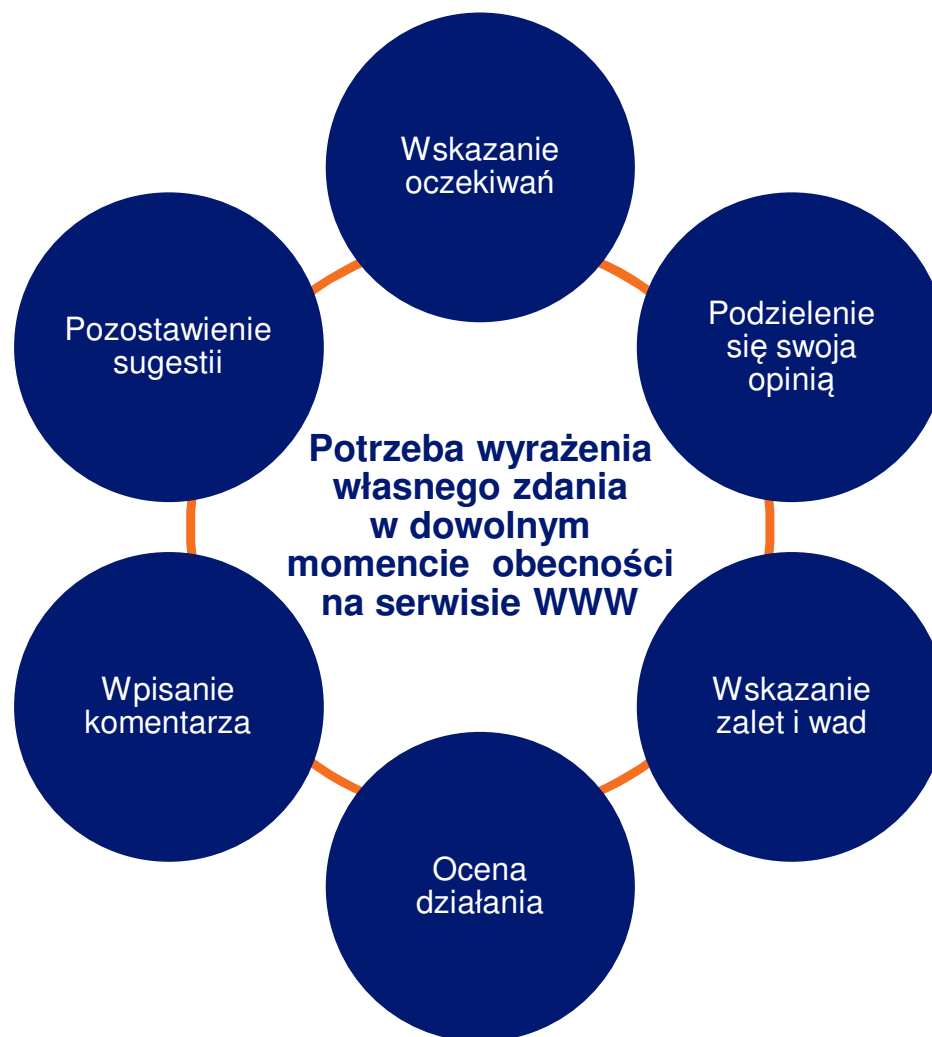 Wskazanie
oczekiwań
Podzielenie
się swoja
opinią
Wskazanie
zalet i wad
Ocena
działania
Wpisanie
komentarza
Pozostawienie
sugestii
Potrzeba wyrażenia
własnego zdania
w dowolnym
momencie obecności
na serwisie WWW